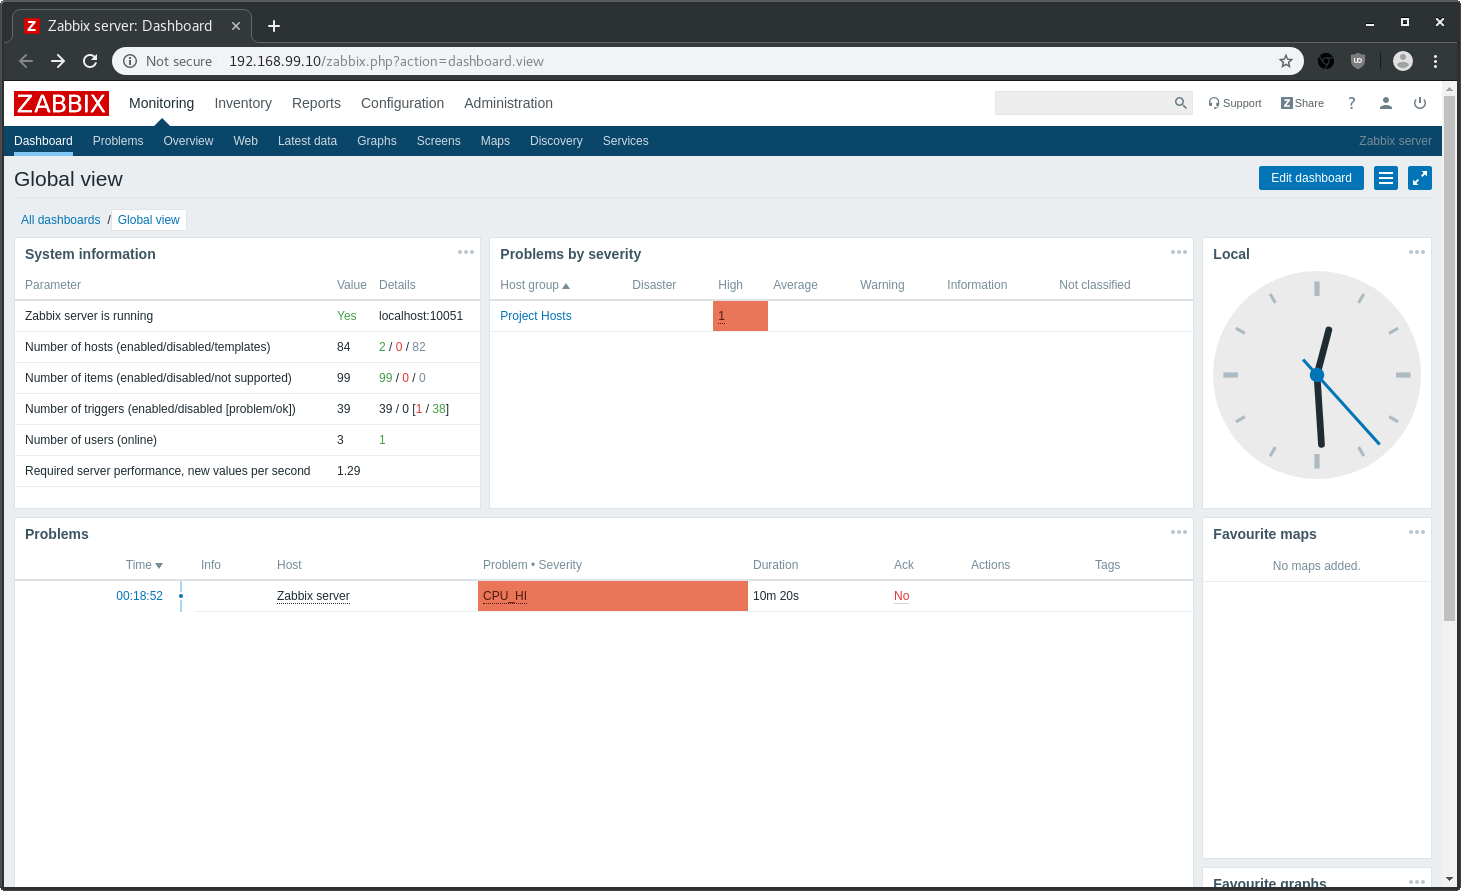 Zabbix server: Dashboard
Not secure 192.168.99.10/zabbix.php?action=dashboard.view
ZABBIX Monitoring Inventory Reports Configuration Administration Support Z Share ?
Dashboard Problems Overview Web Latest data Graphs Screens Maps Discovery Services Zabbix server
Global view Edit dashboard
All dashboards / Global view
System information
Parameter Value Details
Zabbix server is running Yes localhost:10051
Number of hosts (enabled/disabled/templates) 84 2 / 0 / 82
Number of items (enabled/disabled/not supported) 99 99 / 0 / 0
Number of triggers (enabled/disabled [problem/ok]) 39 39 / 0 [1 / 38]
Number of users (online) 3 1
Required server performance, new values per second 1.29
Problems by severity
Host group Disaster High Average Warning Information Not classified
Project Hosts 1
Local
Problems
Time Info Host Problem • Severity Duration Ack Actions Tags
00:18:52 Zabbix server CPU_HI 10m 20s No
Favourite maps
No maps added.
Favourite graphs